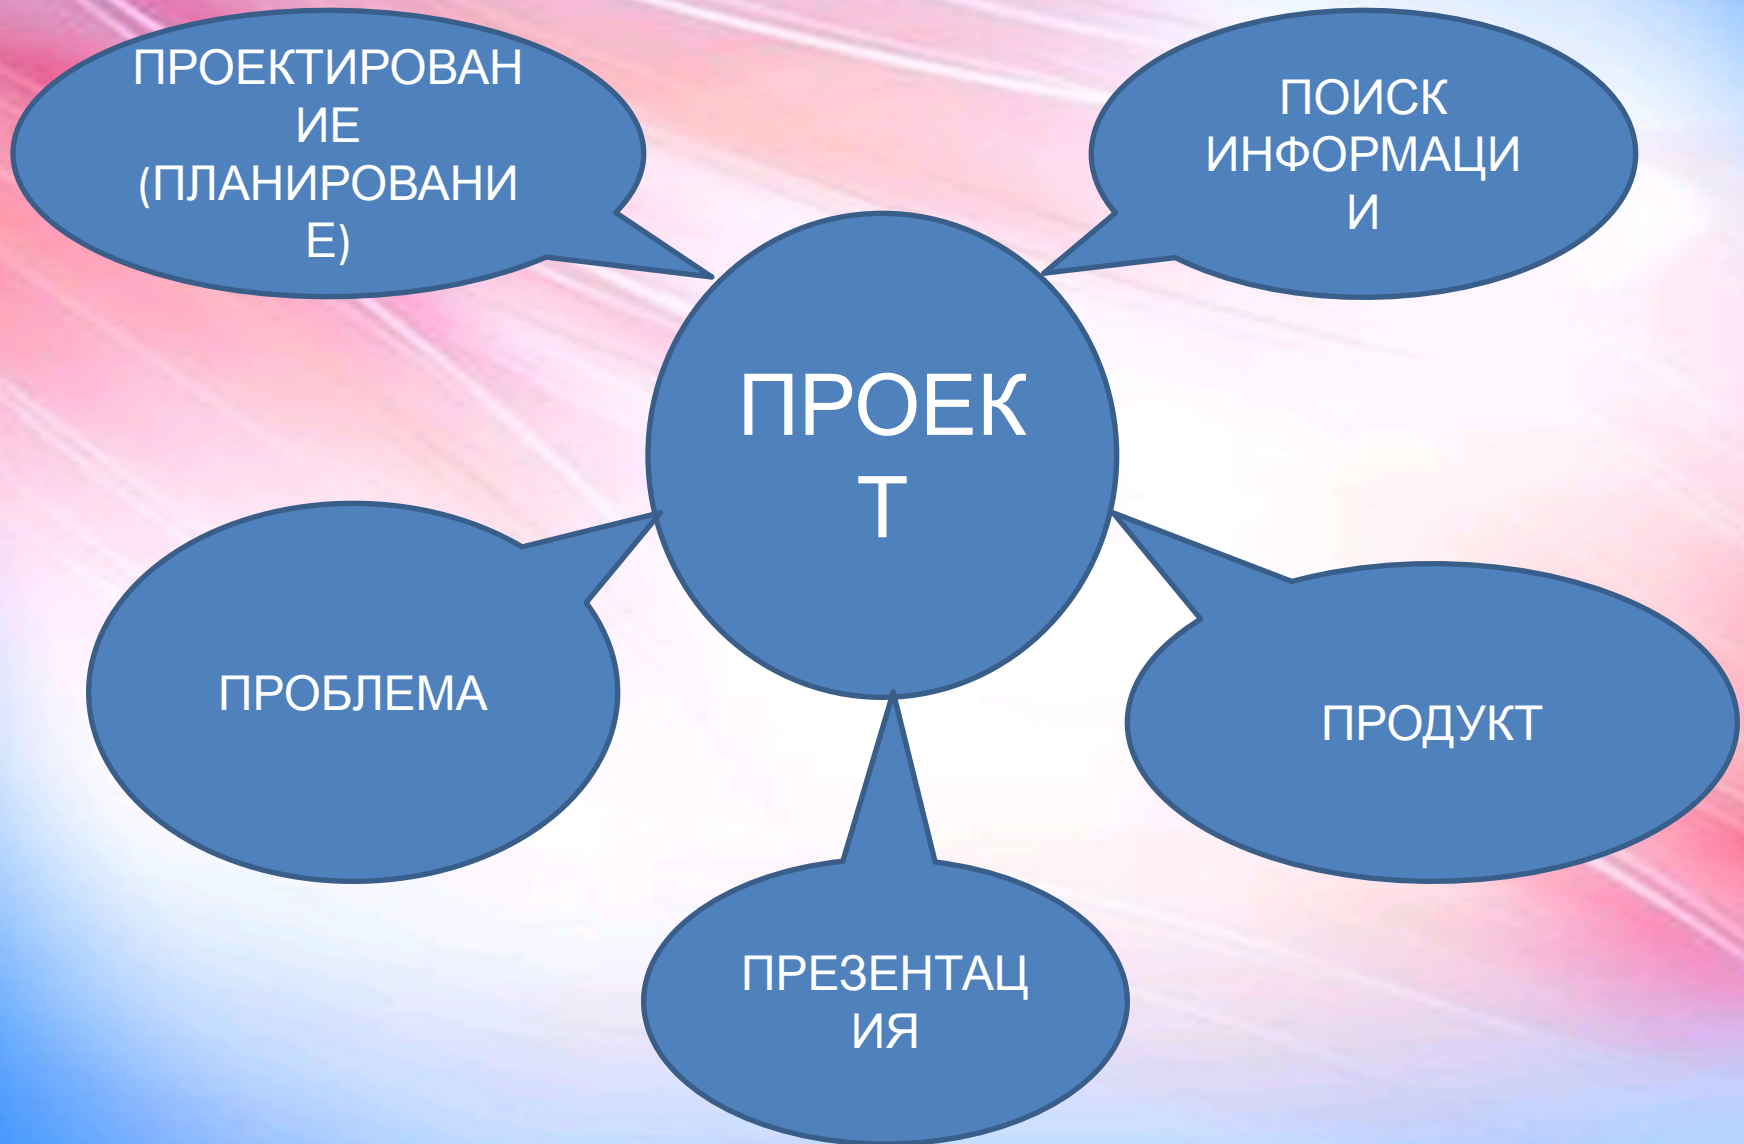 ПРОЕКТИРОВАН
ИЕ
(ПЛАНИРОВАНИ
Е)
ПОИСК
ИНФОРМАЦИ
И
ПРОЕК
Т
ПРОБЛЕМА
ПРОДУКТ
ПРЕЗЕНТАЦ
ИЯ